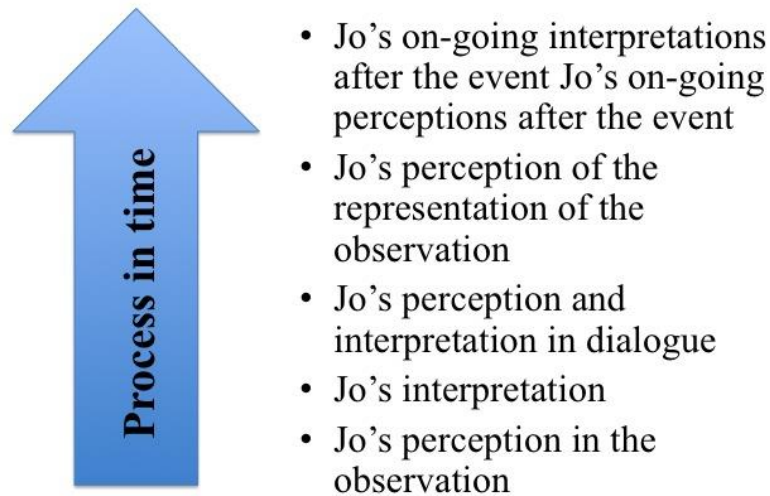 Process in time
• Jo’s on-going interpretations
after the event Jo’s on-going
perceptions after the event
• Jo’s perception of the
representation of the
observation
• Jo’s perception and
interpretation in dialogue
• Jo’s interpretation
• Jo’s perception in the
observation